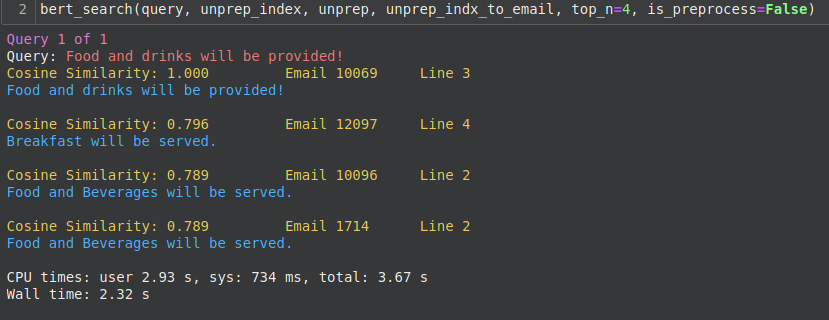 2 bert_search(query, unprep_index, unprep, unprep_indx_to_email, top_n=4, is_preprocess=False)
Query 1 of 1
Query: Food and drinks will be provided!
Cosine Similarity: 1.000 Email 10069 Line 3
Food and drinks will be provided!
Cosine Similarity: 0.796 Email 12097 Line 4
Breakfast will be served.
Cosine Similarity: 0.789 Email 10096 Line 2
Food and Beverages will be served.
Cosine Similarity: 0.789 Email 1714 Line 2
Food and Beverages will be served.
CPU times: user 2.93 s, sys: 734 ms, total: 3.67 s
Wall time: 2.32 s